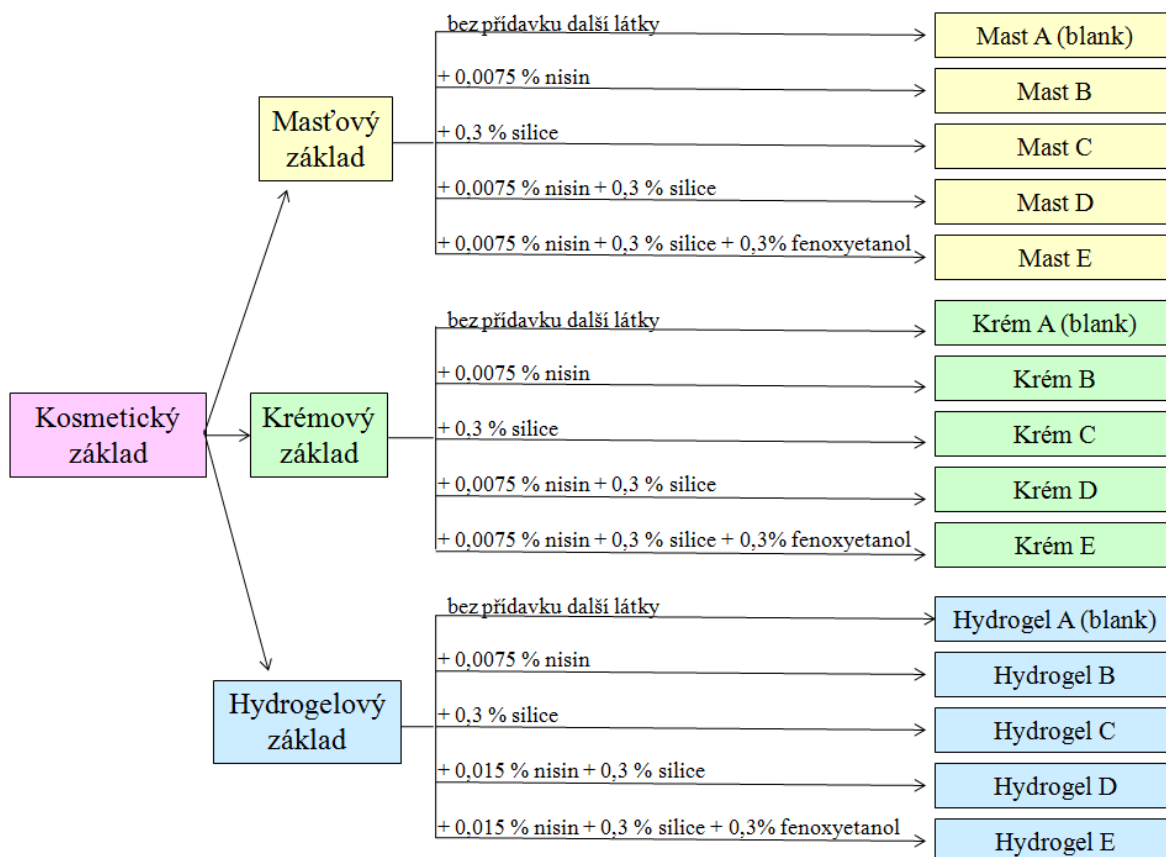 bez přídavku další látky
Mast A (blank)
+ 0,0075 % nisin
Mast B
Masťový
základ
+ 0,3 % silice
Mast C
+ 0,0075 % nisin + 0,3 % silice
Mast D
+ 0,0075 % nisin + 0,3 % silice + 0,3% fenoxyetanol
Mast E
bez přídavku další látky
Krém A (blank)
+ 0,0075 % nisin
Krém B
Kosmetický
základ
Krémový
základ
+ 0,3 % silice
Krém C
+ 0,0075 % nisin + 0,3 % silice
Krém D
+ 0,0075 % nisin + 0,3 % silice + 0,3% fenoxyetanol
Krém E
bez přídavku další látky
Hydrogel A (blank)
+ 0,0075 % nisin
Hydrogel B
Hydrogelový
základ
+ 0,3 % silice
Hydrogel C
+ 0,015 % nisin + 0,3 % silice
Hydrogel D
+ 0,015 % nisin + 0,3 % silice + 0,3% fenoxyetanol
Hydrogel E